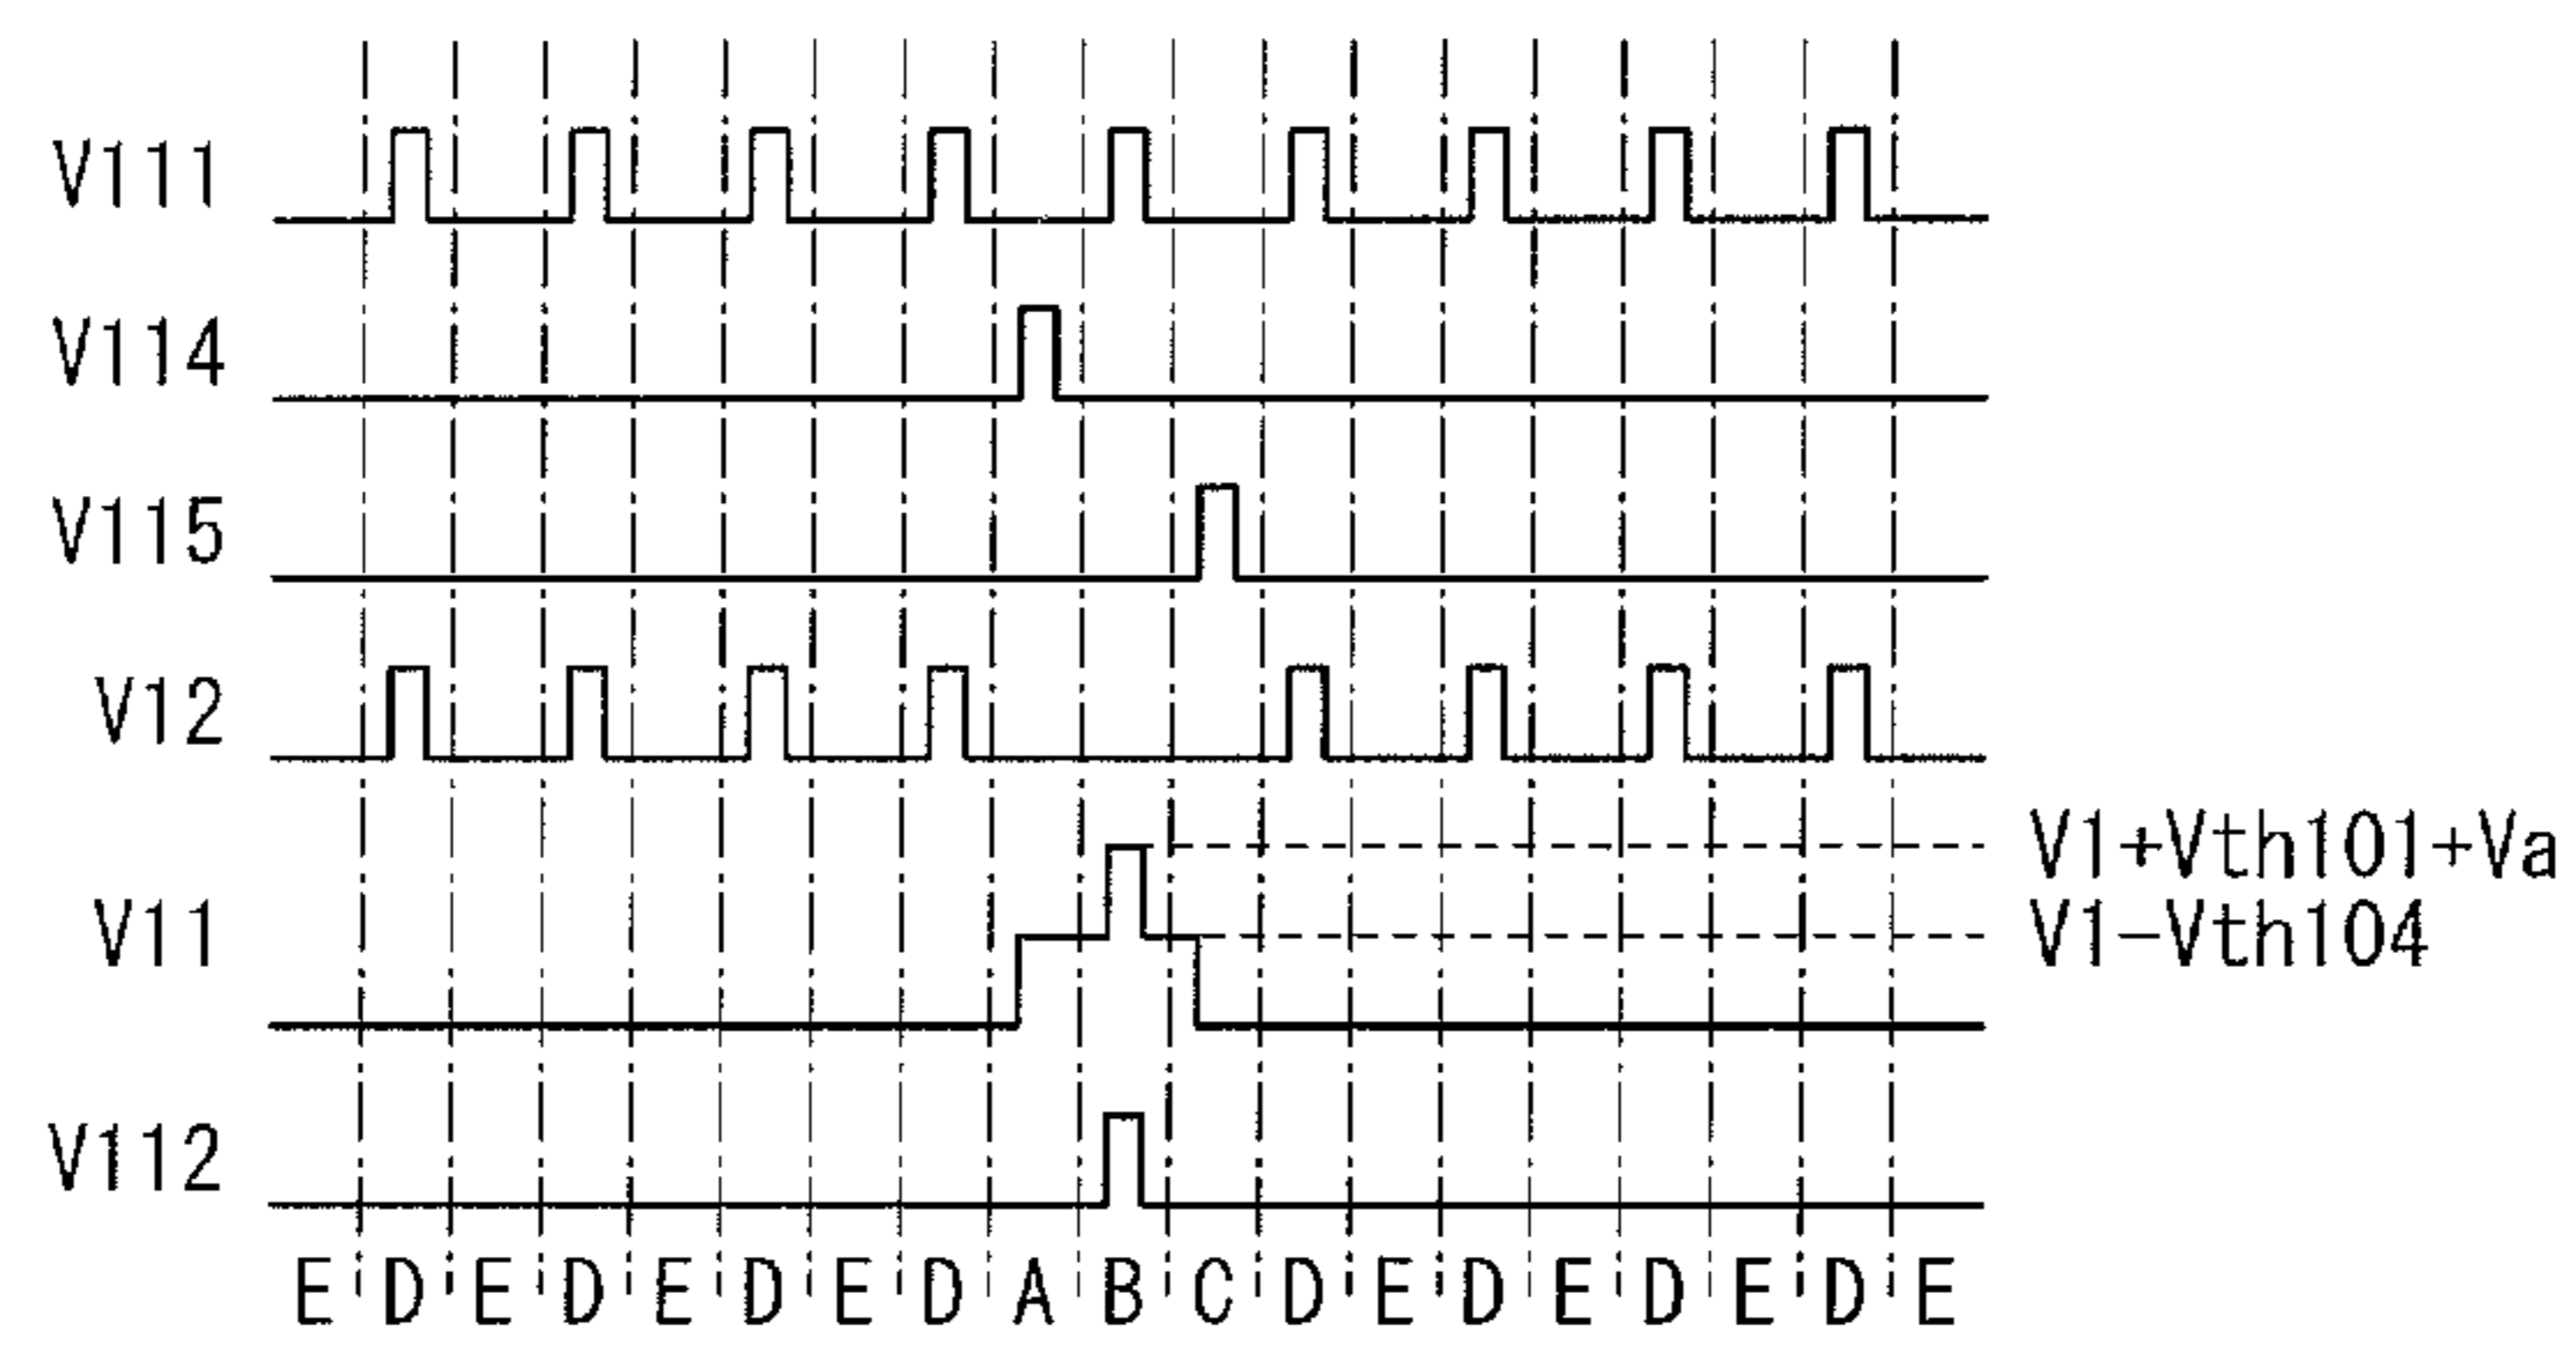 V111
V114
V115
V12
V1+Vth101+Va
V11
V1-Vth104
V112
E D E D E D E D A B C D E D E D E D E